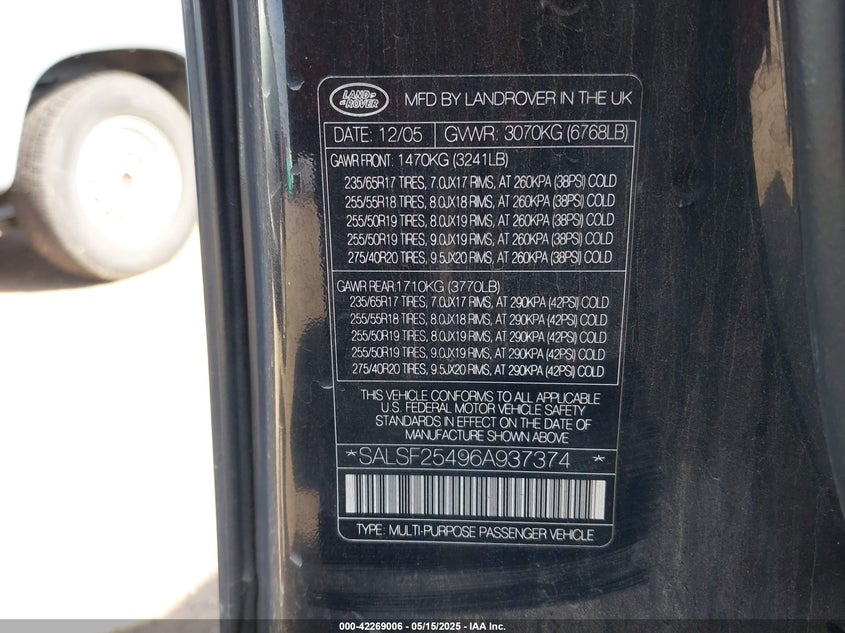 LAND
ROVER
MFD BY LANDROVER IN THE UK
DATE: 12/05 GVWR: 3070KG (6768LB)
GAWR FRONT: 1470KG (3241LB)
235/65R17 TIRES, 7.0JX17 RIMS, AT 260KPA (38PSI) COLD
255/55R18 TIRES, 8.0JX18 RIMS, AT 260KPA (38PSI) COLD
255/50R19 TIRES, 8.0JX19 RIMS, AT 260KPA (38PSI) COLD
255/50R19 TIRES, 9.0JX19 RIMS, AT 260KPA (38PSI) COLD
275/40R20 TIRES, 9.5JX20 RIMS, AT 260KPA (38PSI) COLD
GAWR REAR: 1710KG (3770LB)
235/65R17 TIRES, 7.0JX17 RIMS, AT 290KPA (42PSI) COLD
255/55R18 TIRES, 8.0JX18 RIMS, AT 290KPA (42PSI) COLD
255/50R19 TIRES, 8.0JX19 RIMS, AT 290KPA (42PSI) COLD
255/50R19 TIRES, 9.0JX19 RIMS, AT 290KPA (42PSI) COLD
275/40R20 TIRES, 9.5JX20 RIMS, AT 290KPA (42PSI) COLD
THIS VEHICLE CONFORMS TO ALL APPLICABLE
U.S. FEDERAL MOTOR VEHICLE SAFETY
STANDARDS IN EFFECT ON THE DATE OF
MANUFACTURE SHOWN ABOVE
* SALSF25496A937374 *
TYPE: MULTI-PURPOSE PASSENGER VEHICLE
000-42269006 - 05/15/2025 - IAA Inc.